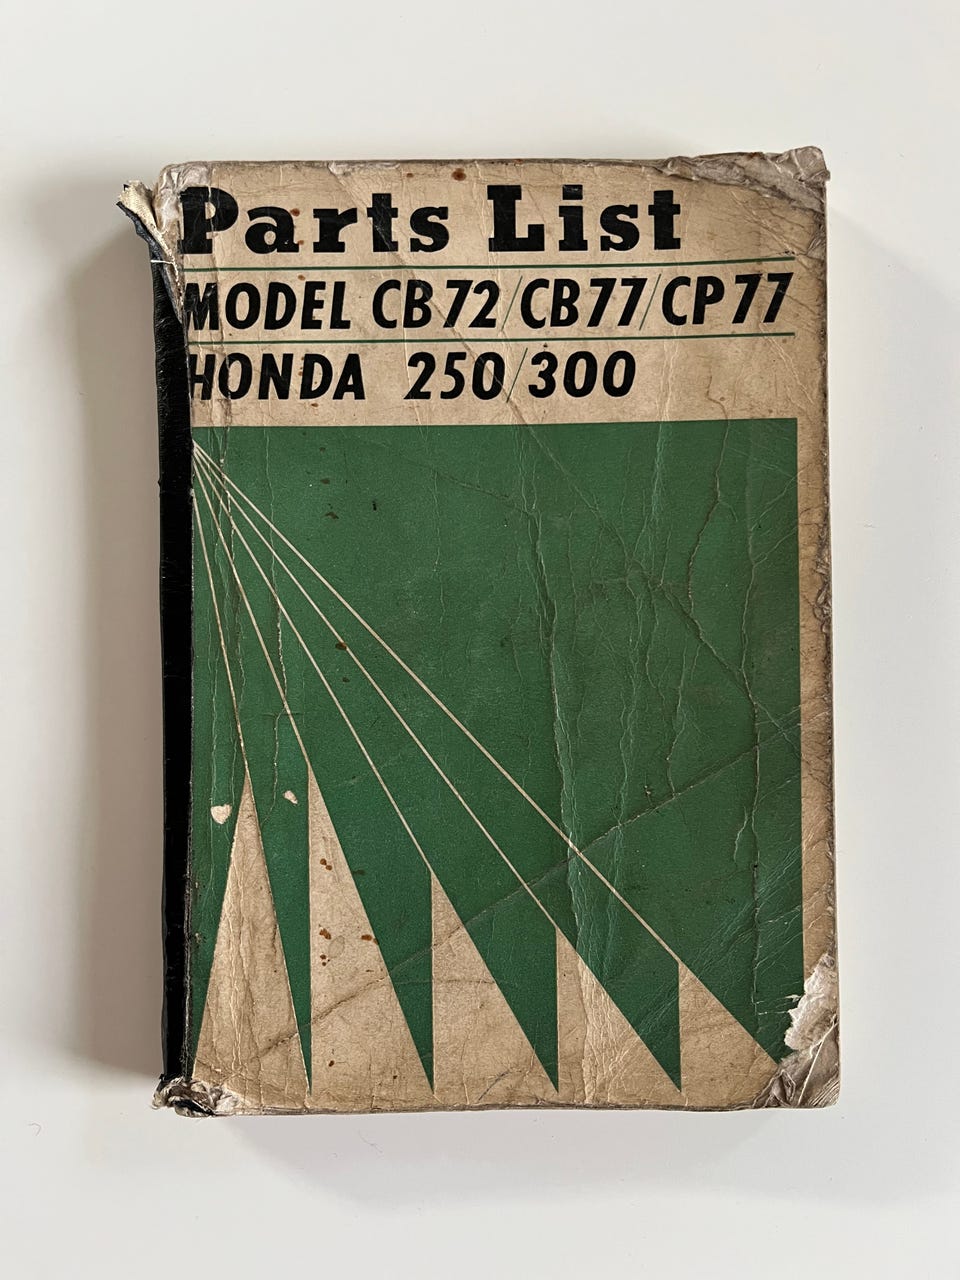 Parts List
MODEL CB72/CB77/CP77
HONDA 250/300